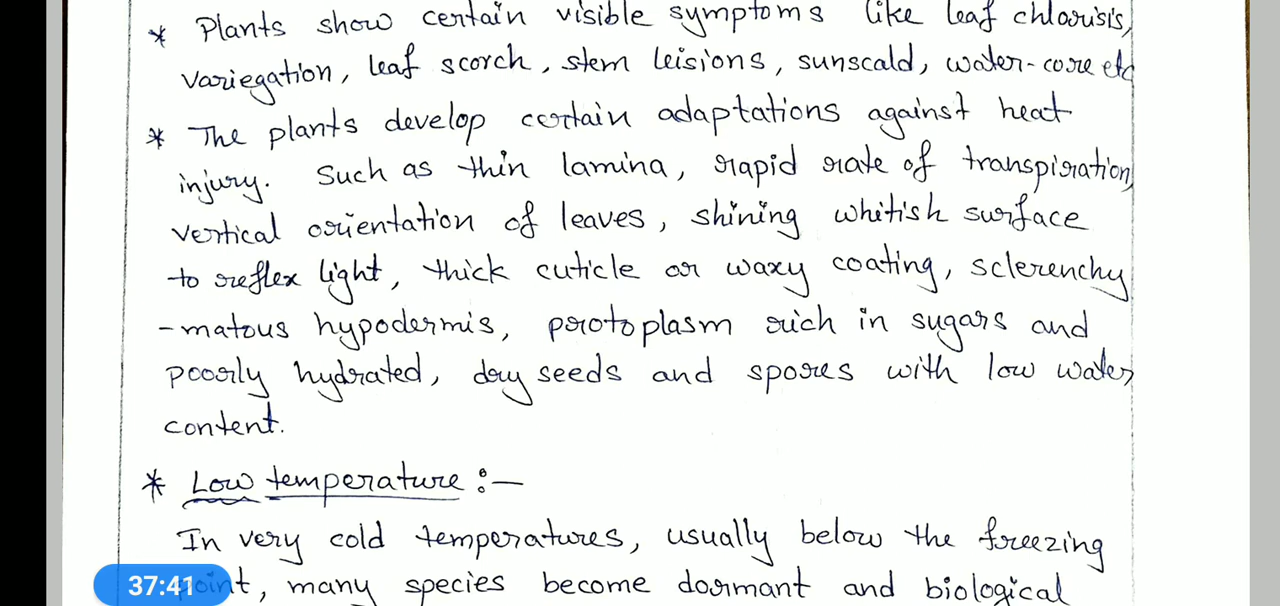 * Plants show certain visible symptoms like leaf chlorisis,
variegation, leaf scorch, stem leisions, sunscald, water-core etc
* The plants develop certain adaptations against heat
injury. Such as thin lamina, rapid rate of transpiration,
vertical orientation of leaves, shining whitish surface
to reflex light, thick cuticle or waxy coating, sclerenchy
-matous hypodermis, protoplasm rich in sugars and
poorly hydrated, dry seeds and spores with low water
content.
* Low temperature :-
In very cold temperatures, usually below the freezing
point, many species become dormant and biological
37:41